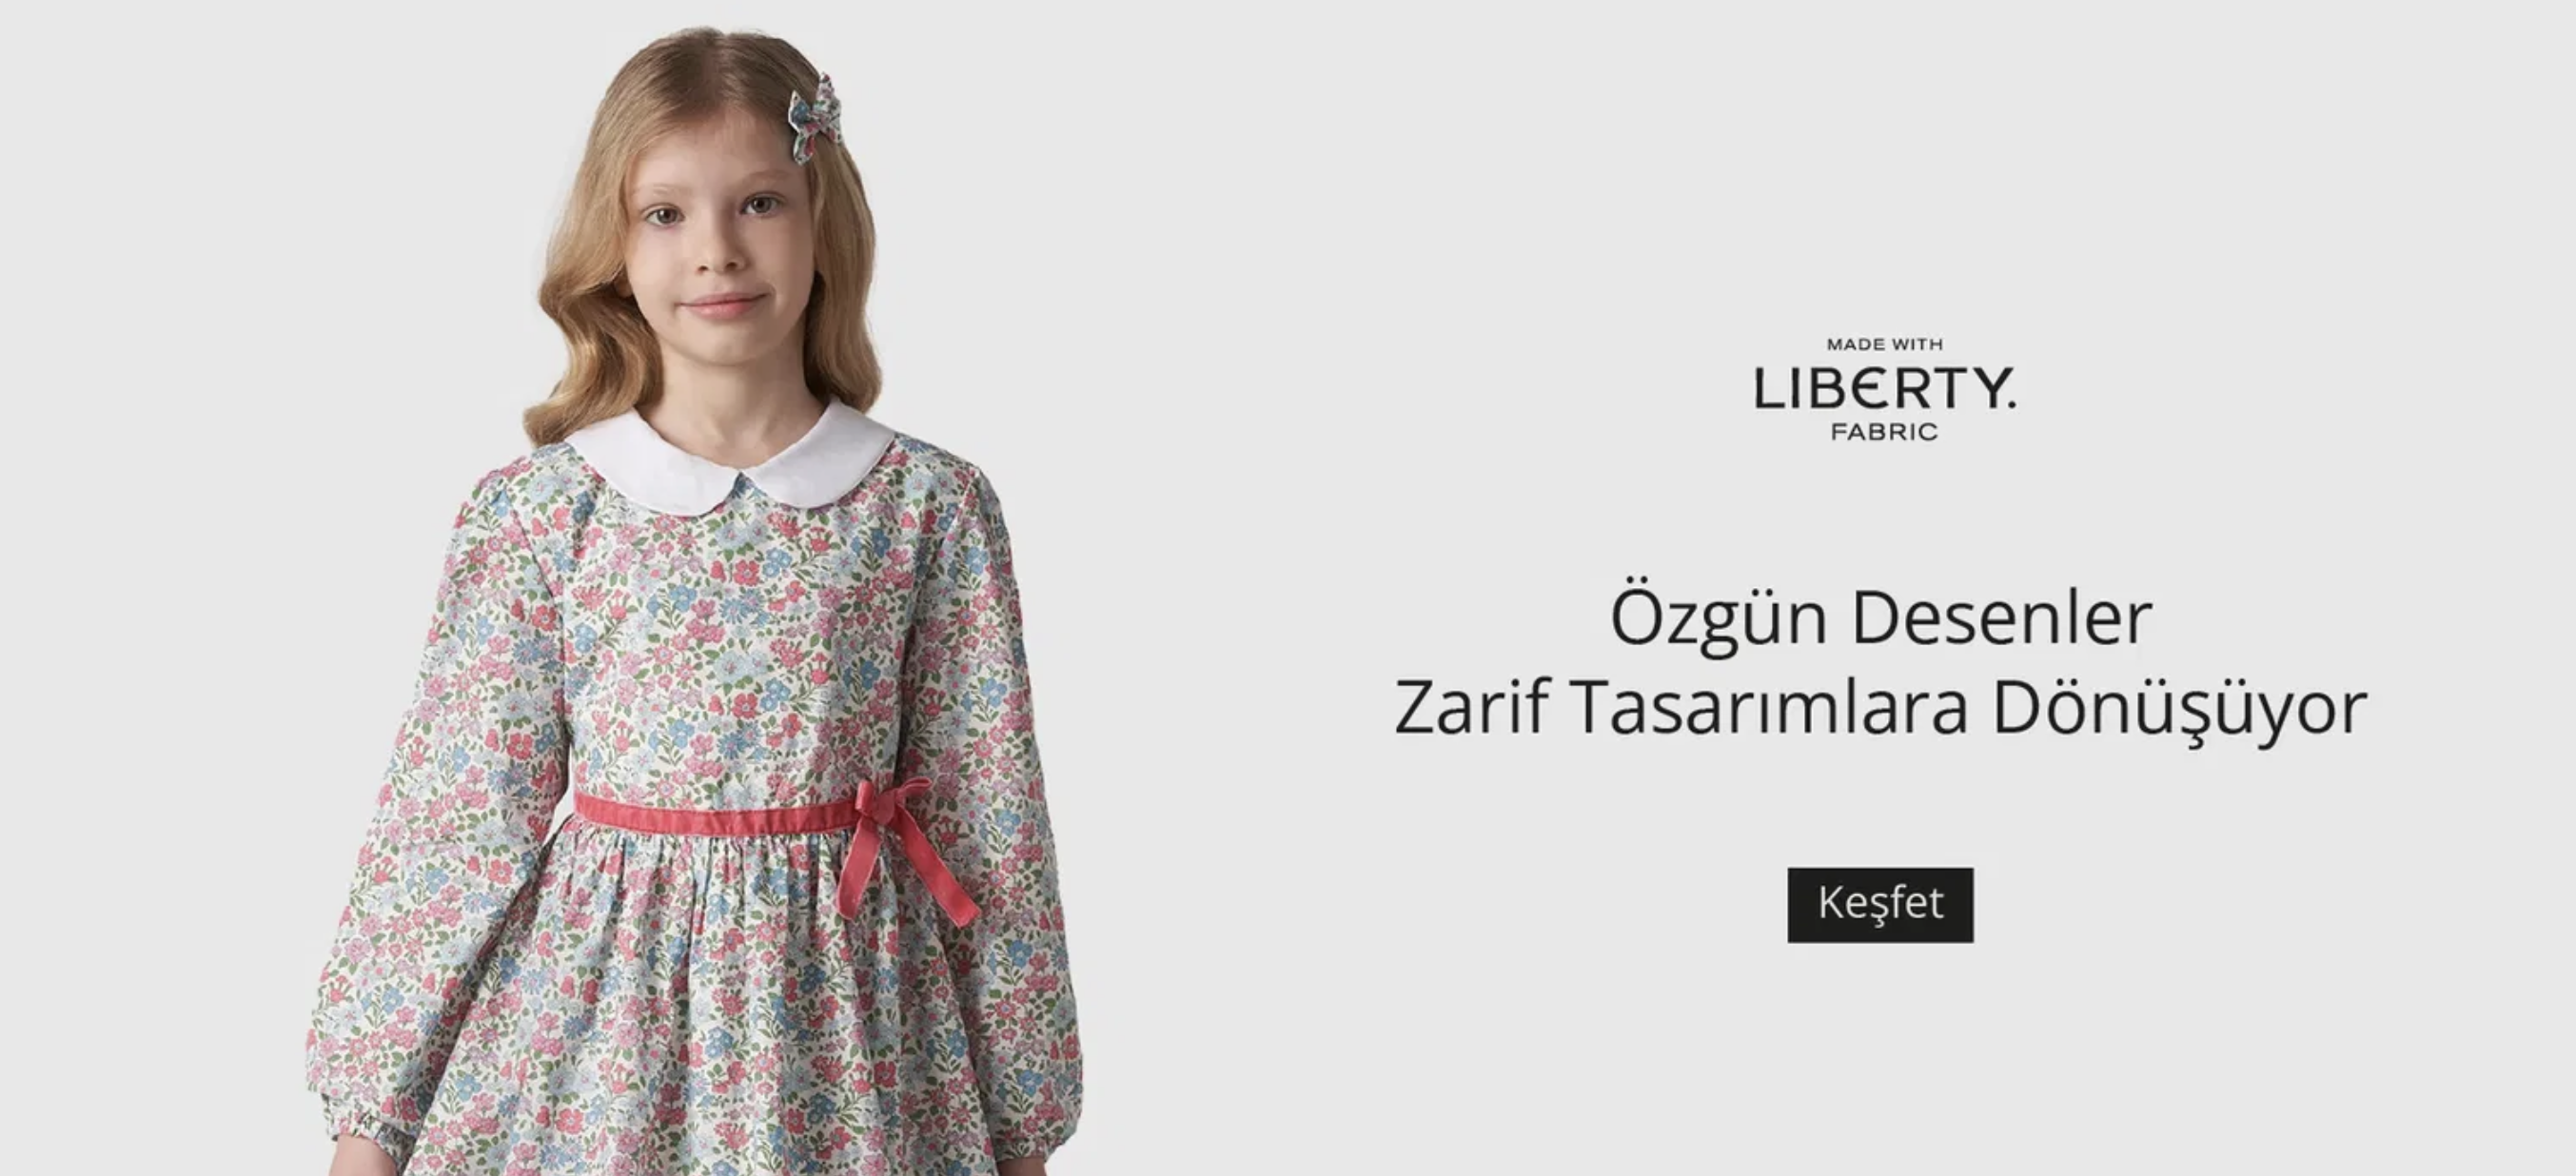 MADE WITH
LIBERTY.
FABRIC
Özgün Desenler
Zarif Tasarımlara Dönüşüyor
Keşfet